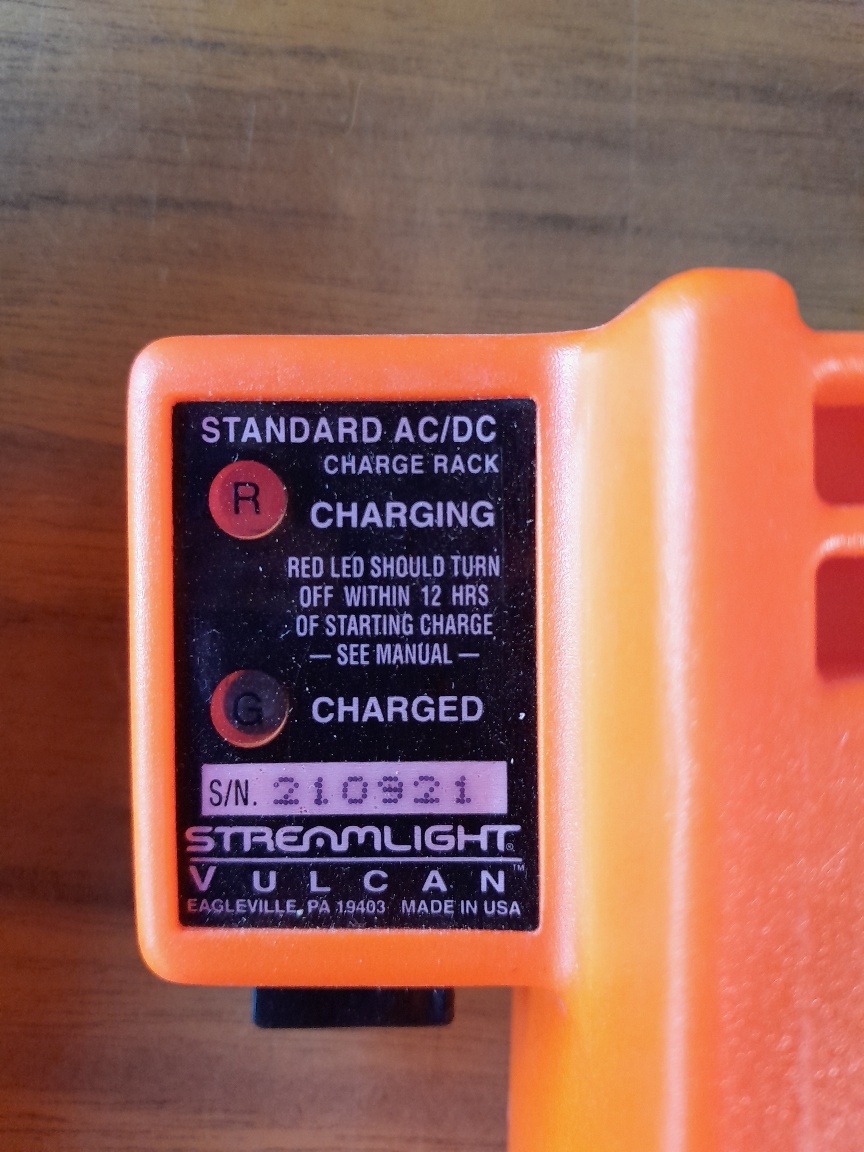 STANDARD AC/DC
CHARGE RACK
R CHARGING
RED LED SHOULD TURN
OFF WITHIN 12 HRS
OF STARTING CHARGE
— SEE MANUAL —
G CHARGED
S/N. 210921
STREAMLIGHT®
VULCAN™
EAGLEVILLE, PA 19403 MADE IN USA